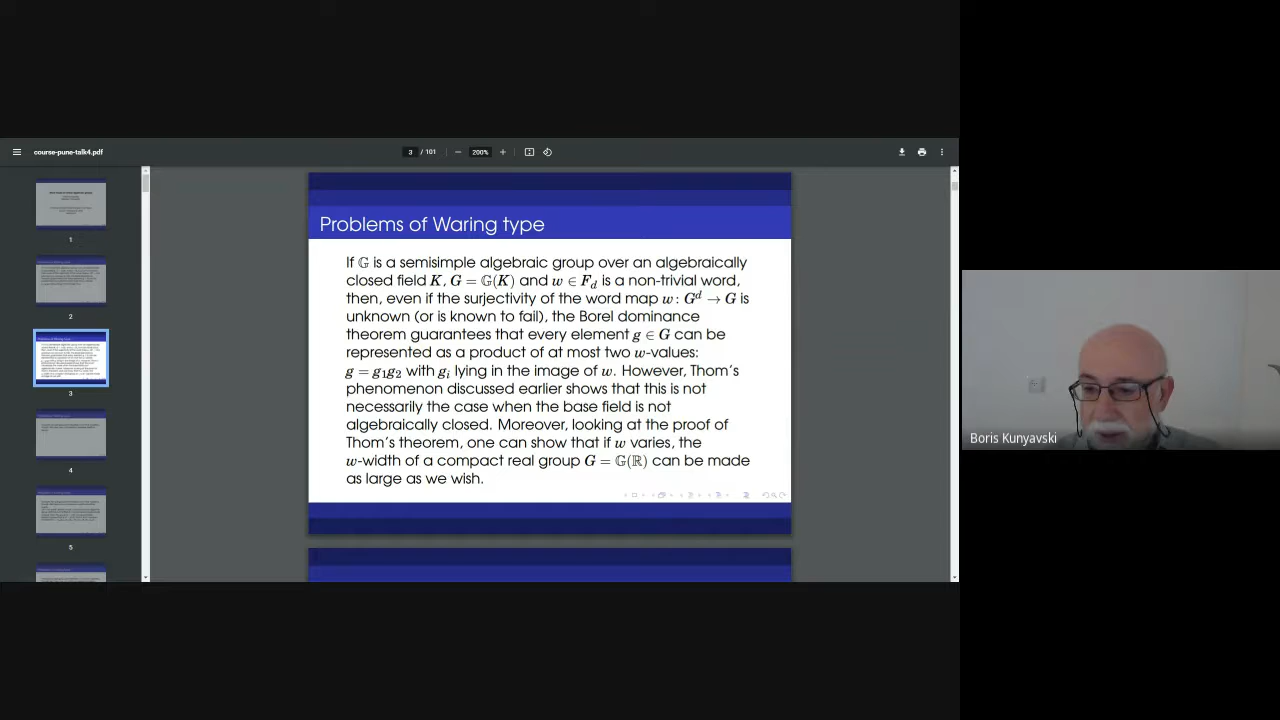 course-pune-talk4.pdf
3 / 101
200%
1
2
3
4
5
Problems of Waring type
If 𝔾 is a semisimple algebraic group over an algebraically
closed field K, G = 𝔾(K) and w ∈ F_d is a non-trivial word,
then, even if the surjectivity of the word map w : G^d → G is
unknown (or is known to fail), the Borel dominance
theorem guarantees that every element g ∈ G can be
represented as a product of at most two w-values:
g = g₁g₂ with g_i lying in the image of w. However, Thom's
phenomenon discussed earlier shows that this is not
necessarily the case when the base field is not
algebraically closed. Moreover, looking at the proof of
Thom's theorem, one can show that if w varies, the
w-width of a compact real group G = 𝔾(ℝ) can be made
as large as we wish.
Boris Kunyavski